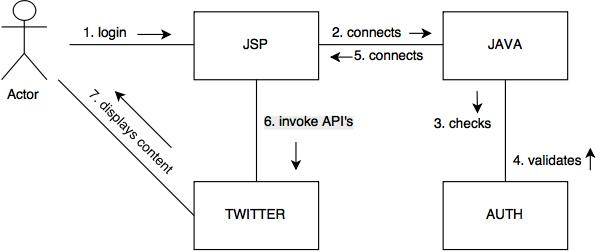 1. login
JSP
2. connects
JAVA
5. connects
Actor
7. displays content
6. invoke API's
3. checks
4. validates
TWITTER
AUTH